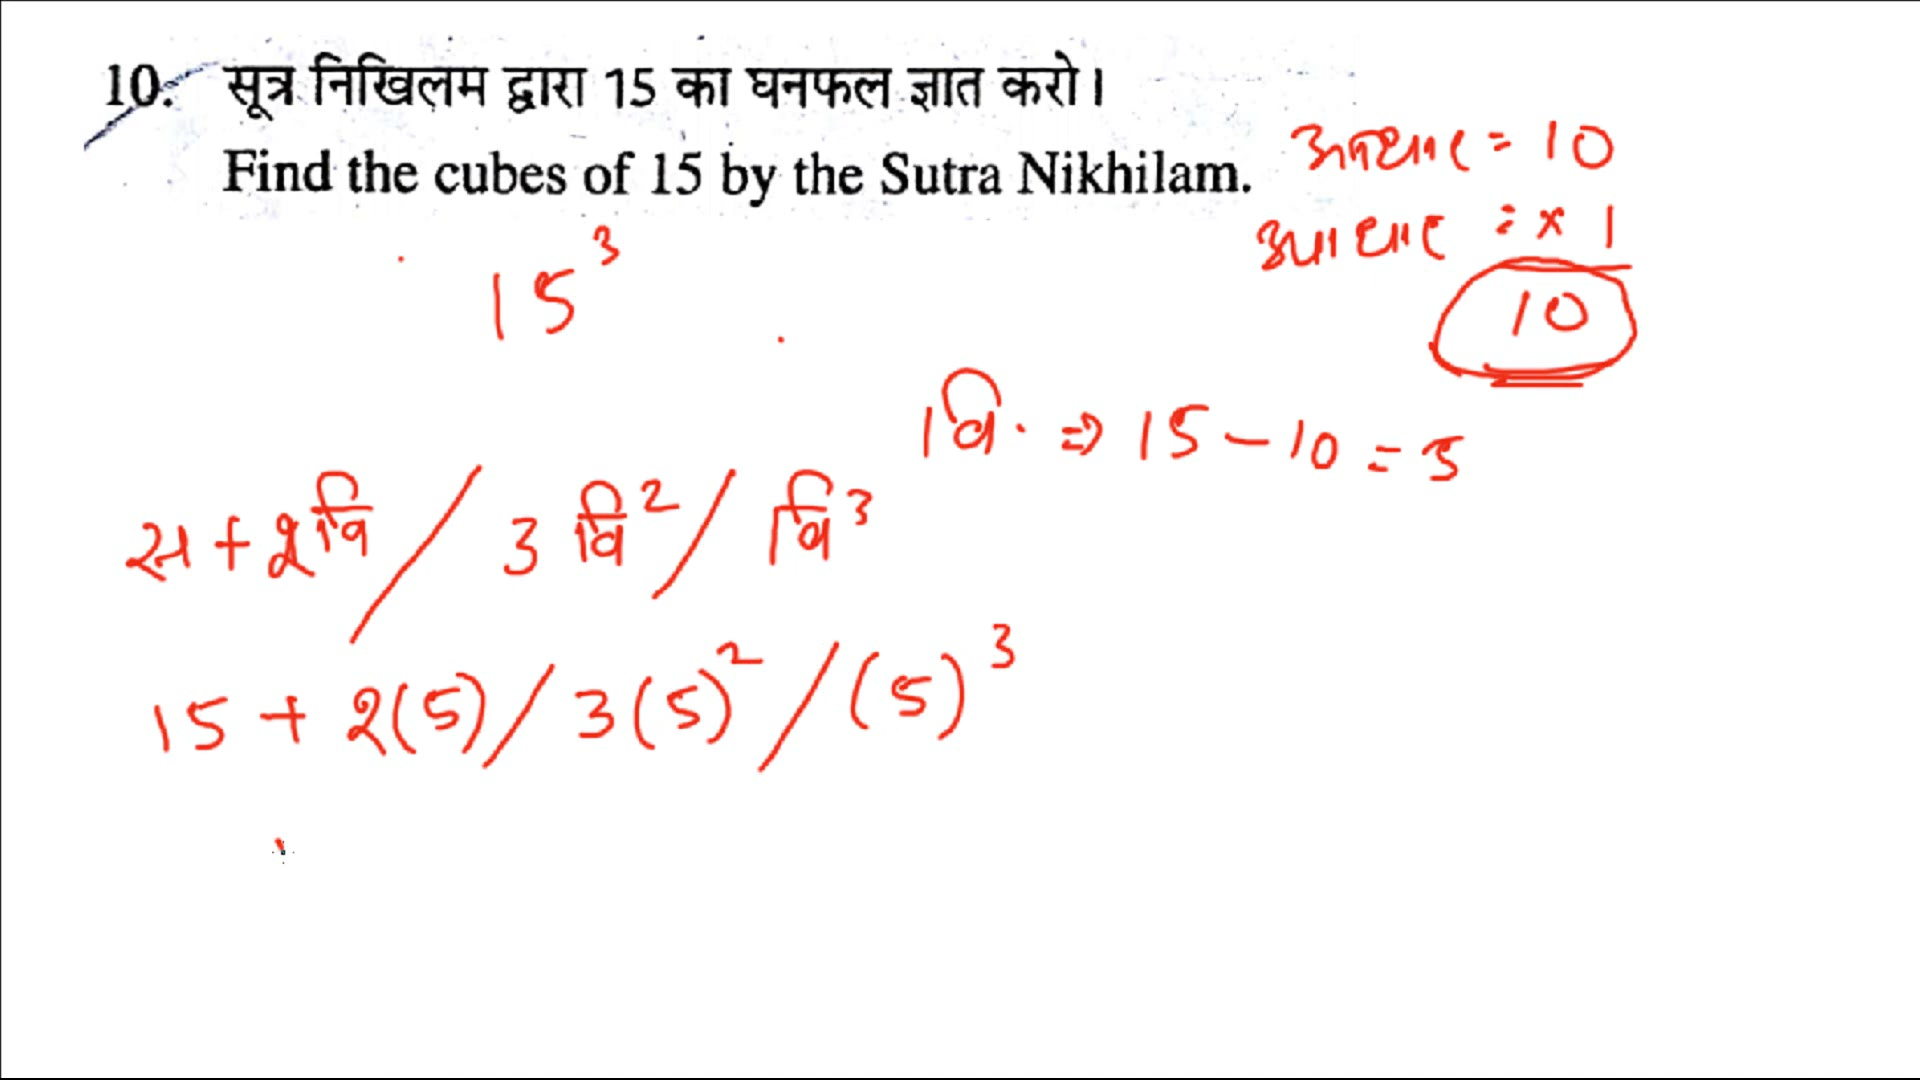 10. सूत्र निखिलम द्वारा 15 का घनफल ज्ञात करो।
Find the cubes of 15 by the Sutra Nikhilam.
आधार = 10
उपाधार = × 1
10
15³
वि. ⇒ 15 - 10 = 5
सं + 2वि / 3 वि² / वि³
15 + 2(5) / 3(5)² / (5)³